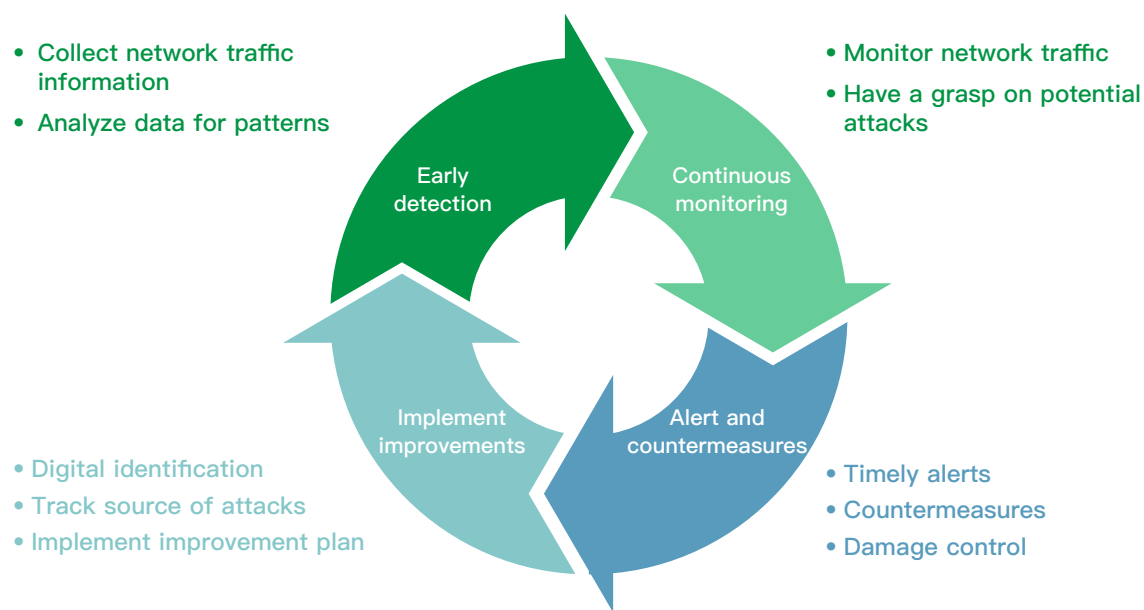 • Collect network traffic
information
• Analyze data for patterns
• Monitor network traffic
• Have a grasp on potential
attacks
Early
detection
Continuous
monitoring
Implement
improvements
Alert and
countermeasures
• Digital identification
• Track source of attacks
• Implement improvement plan
• Timely alerts
• Countermeasures
• Damage control